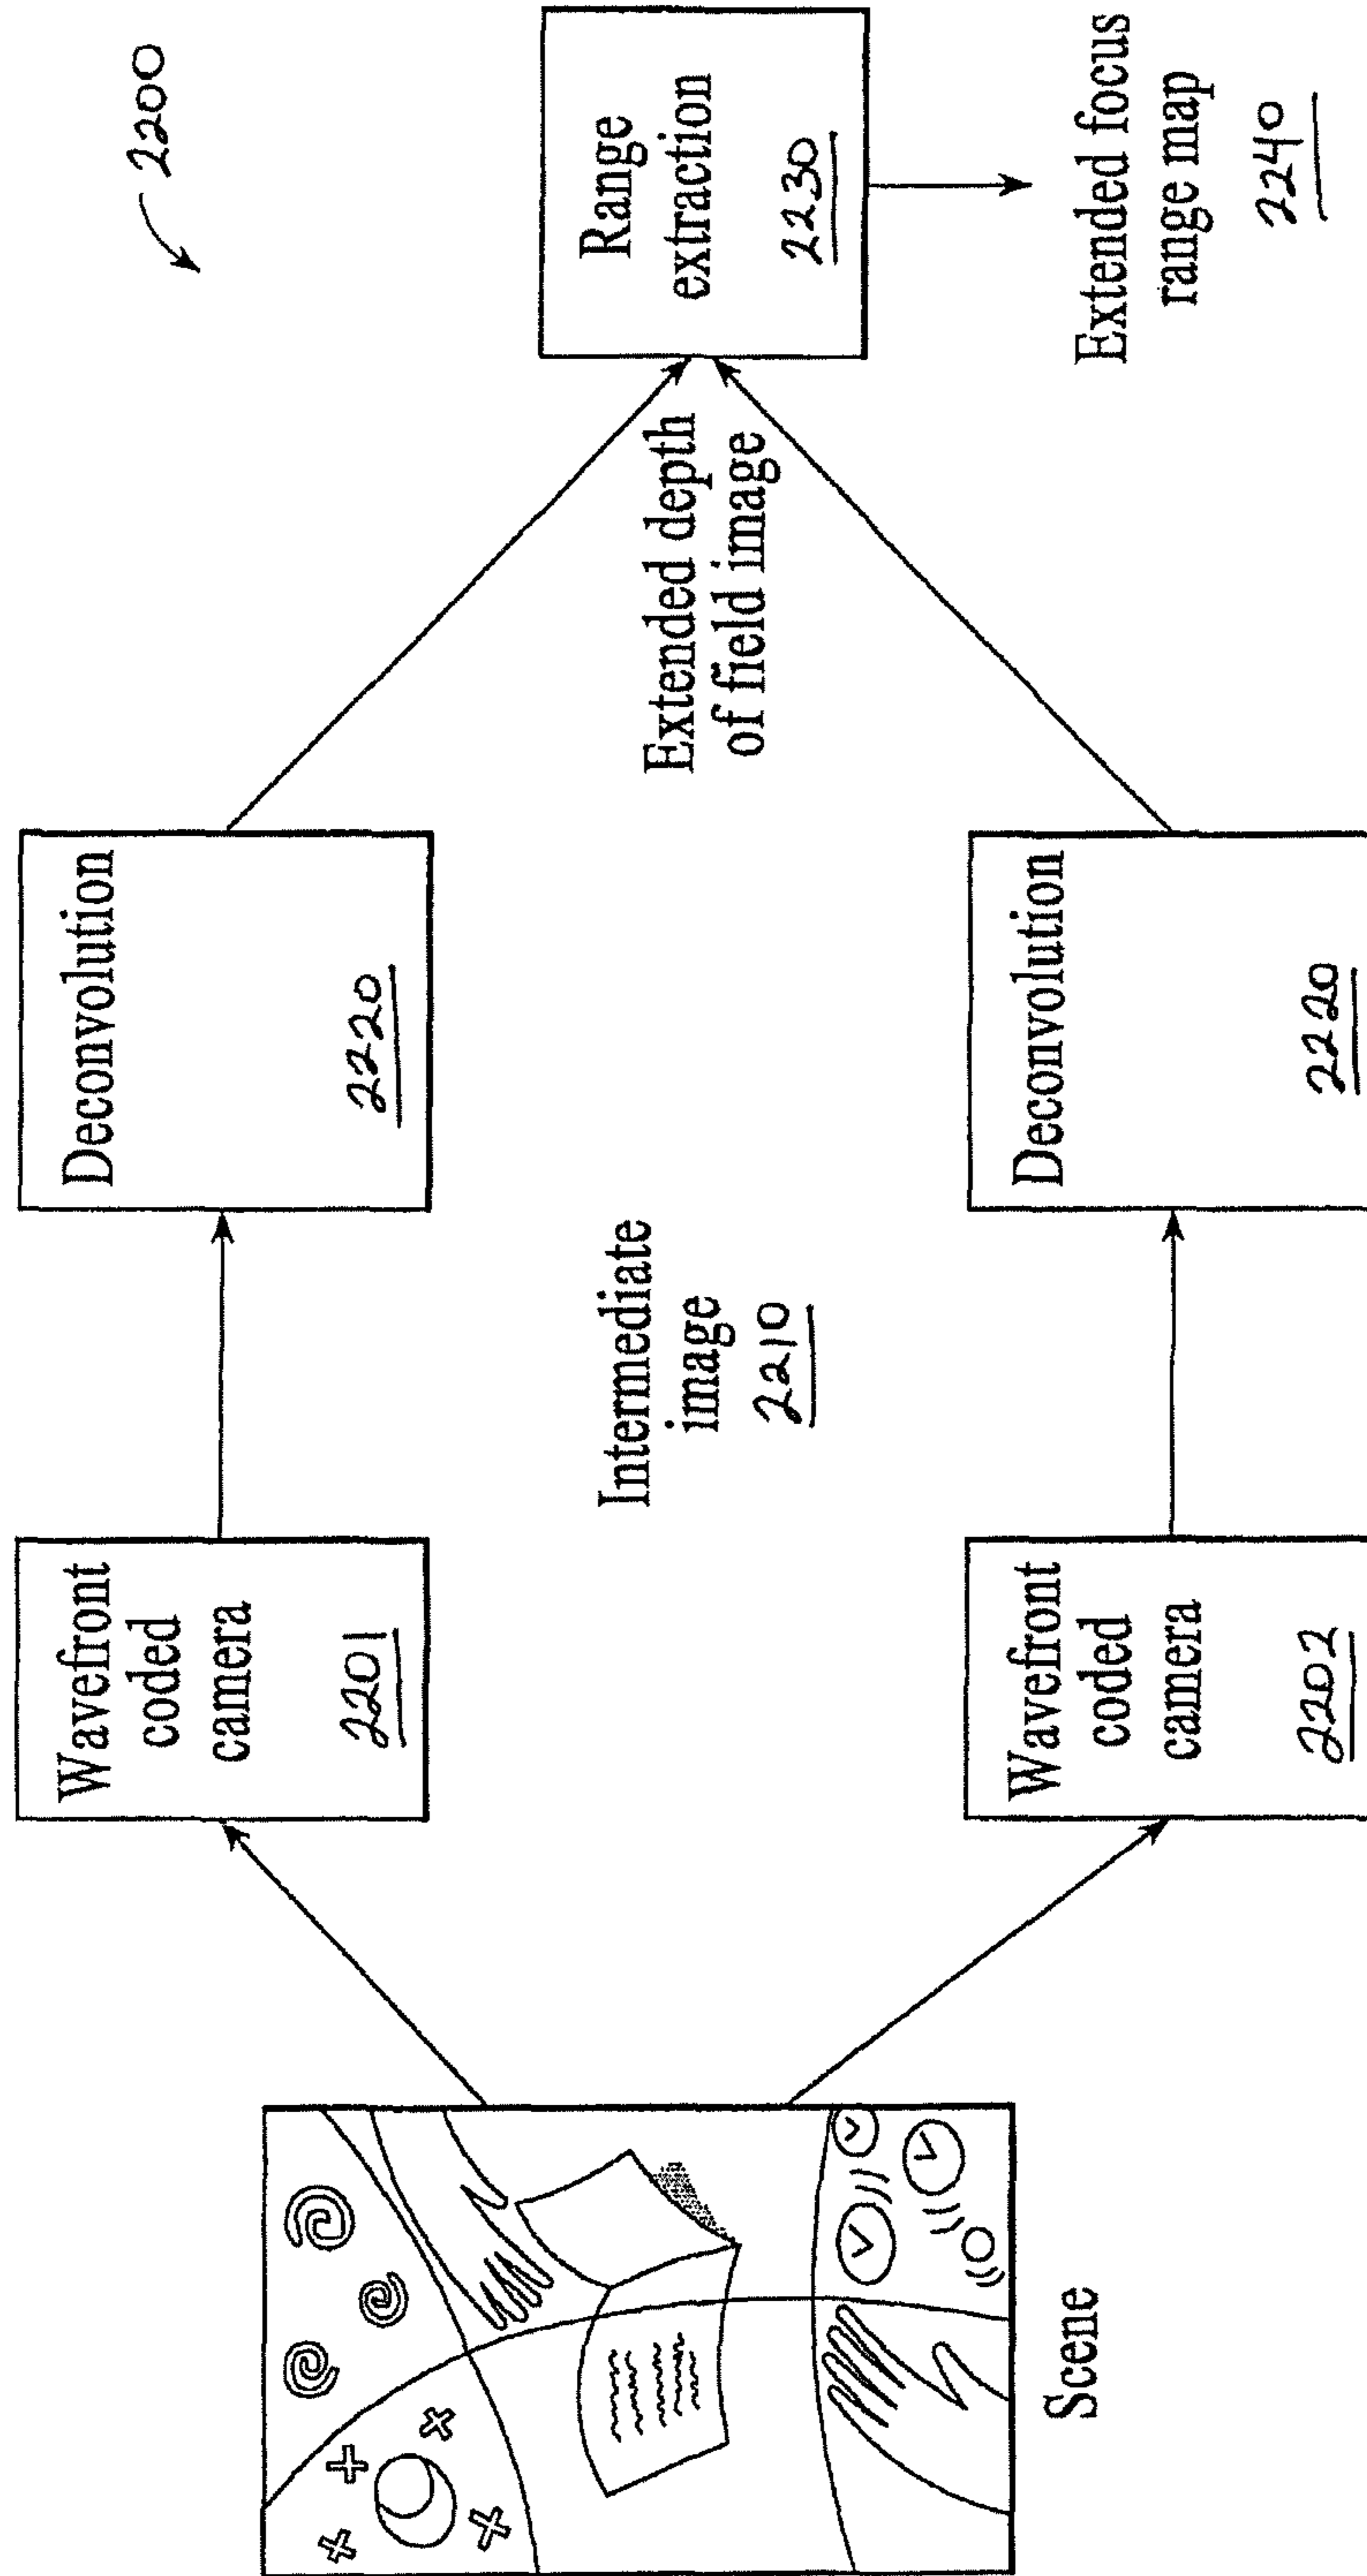 2200
Scene
Wavefront
coded
camera
2201
Wavefront
coded
camera
2202
Intermediate
image
2210
Deconvolution
2220
Deconvolution
2220
Extended depth
of field image
Range
extraction
2230
Extended focus
range map
2240